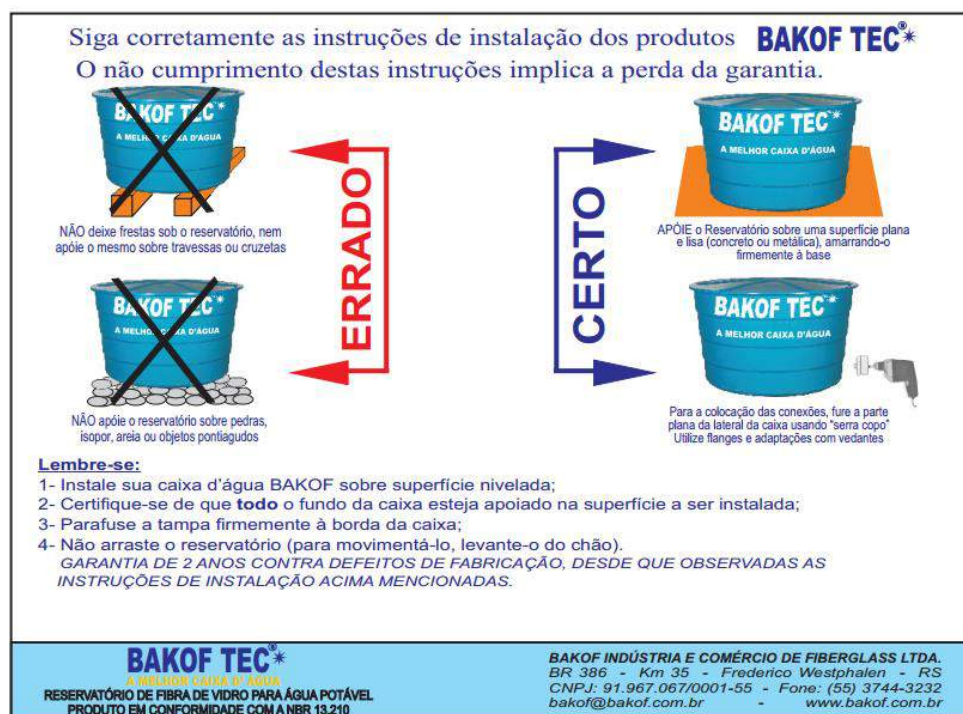 Siga corretamente as instruções de instalação dos produtos BAKOF TEC®
O não cumprimento destas instruções implica a perda da garantia.
BAKOF TEC
A MELHOR CAIXA D'ÁGUA
NÃO deixe frestas sob o reservatório, nem
apóie o mesmo sobre travessas ou cruzetas
BAKOF TEC
A MELHOR CAIXA D'ÁGUA
NÃO apóie o reservatório sobre pedras,
isopor, areia ou objetos pontiagudos
ERRADO
CERTO
BAKOF TEC
A MELHOR CAIXA D'ÁGUA
APÓIE o Reservatório sobre uma superfície plana
e lisa (concreto ou metálica), amarrando-o
firmemente à base
BAKOF TEC
A MELHOR CAIXA D'ÁGUA
Para a colocação das conexões, fure a parte
plana da lateral da caixa usando "serra copo"
Utilize flanges e adaptações com vedantes
Lembre-se:
1- Instale sua caixa d'água BAKOF sobre superfície nivelada;
2- Certifique-se de que todo o fundo da caixa esteja apoiado na superfície a ser instalada;
3- Parafuse a tampa firmemente à borda da caixa;
4- Não arraste o reservatório (para movimentá-lo, levante-o do chão).
GARANTIA DE 2 ANOS CONTRA DEFEITOS DE FABRICAÇÃO, DESDE QUE OBSERVADAS AS
INSTRUÇÕES DE INSTALAÇÃO ACIMA MENCIONADAS.
BAKOF TEC®
A MELHOR CAIXA D'ÁGUA
RESERVATÓRIO DE FIBRA DE VIDRO PARA ÁGUA POTÁVEL
PRODUTO EM CONFORMIDADE COM A NBR 13.210
BAKOF INDÚSTRIA E COMÉRCIO DE FIBERGLASS LTDA.
BR 386 - Km 35 - Frederico Westphalen - RS
CNPJ: 91.967.067/0001-55 - Fone: (55) 3744-3232
bakof@bakof.com.br - www.bakof.com.br